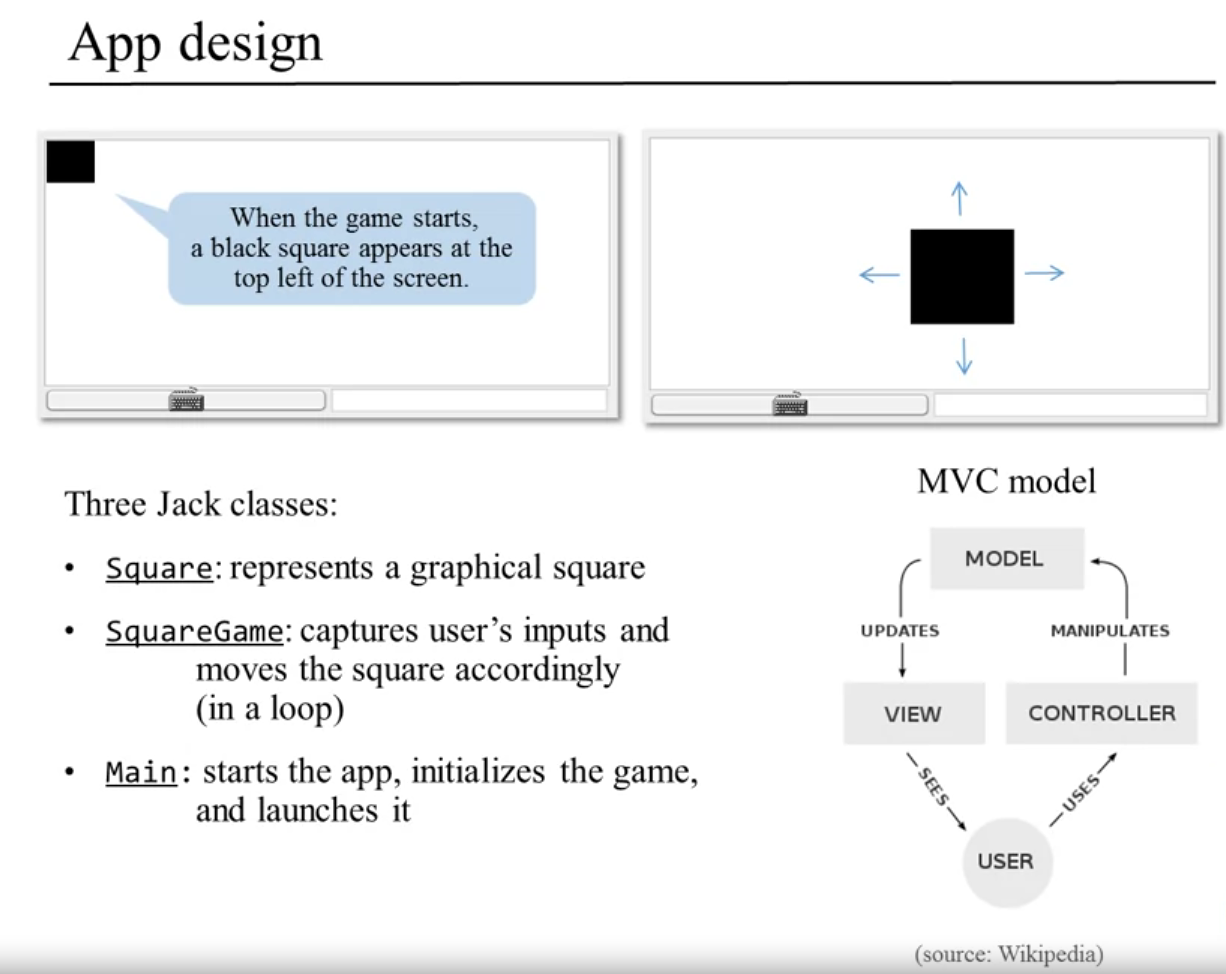 App design
When the game starts,
a black square appears at the
top left of the screen.
Three Jack classes:
• Square: represents a graphical square
• SquareGame: captures user’s inputs and
moves the square accordingly
(in a loop)
• Main: starts the app, initializes the game,
and launches it
MVC model
MODEL
UPDATES
MANIPULATES
VIEW
CONTROLLER
SEES
USES
USER
(source: Wikipedia)